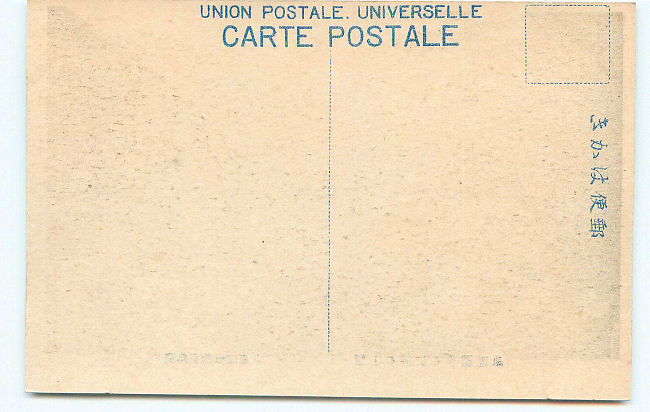 UNION POSTALE. UNIVERSELLE
CARTE POSTALE
きかは便郵